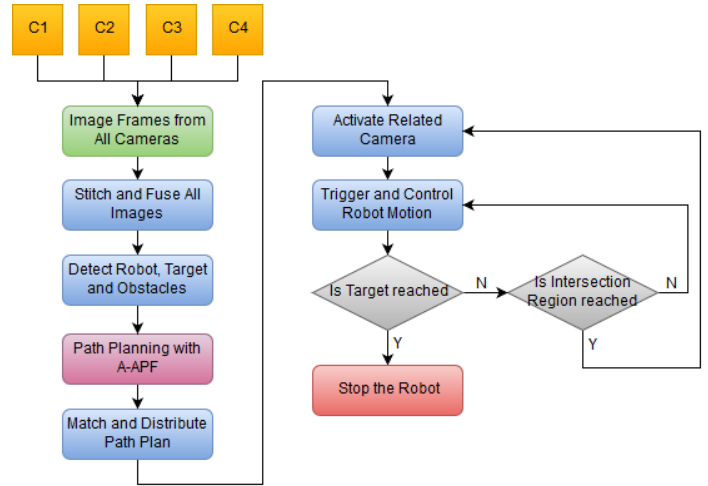 C1
C2
C3
C4
Image Frames from
All Cameras
Stitch and Fuse All
Images
Detect Robot, Target
and Obstacles
Path Planning with
A-APF
Match and Distribute
Path Plan
Activate Related
Camera
Trigger and Control
Robot Motion
Is Target reached
N
Is Intersection
Region reached
N
Y
Y
Stop the Robot